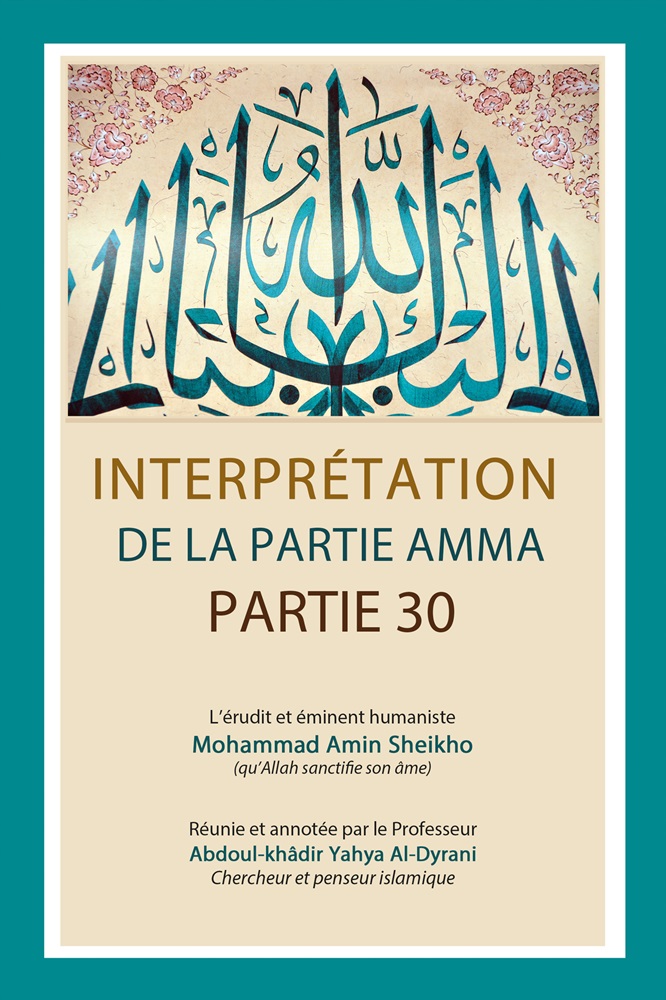 الله
INTERPRÉTATION
DE LA PARTIE AMMA
PARTIE 30
L'érudit et éminent humaniste
Mohammad Amin Sheikho
(qu'Allah sanctifie son âme)
Réunie et annotée par le Professeur
Abdoul-khâdir Yahya Al-Dyrani
Chercheur et penseur islamique